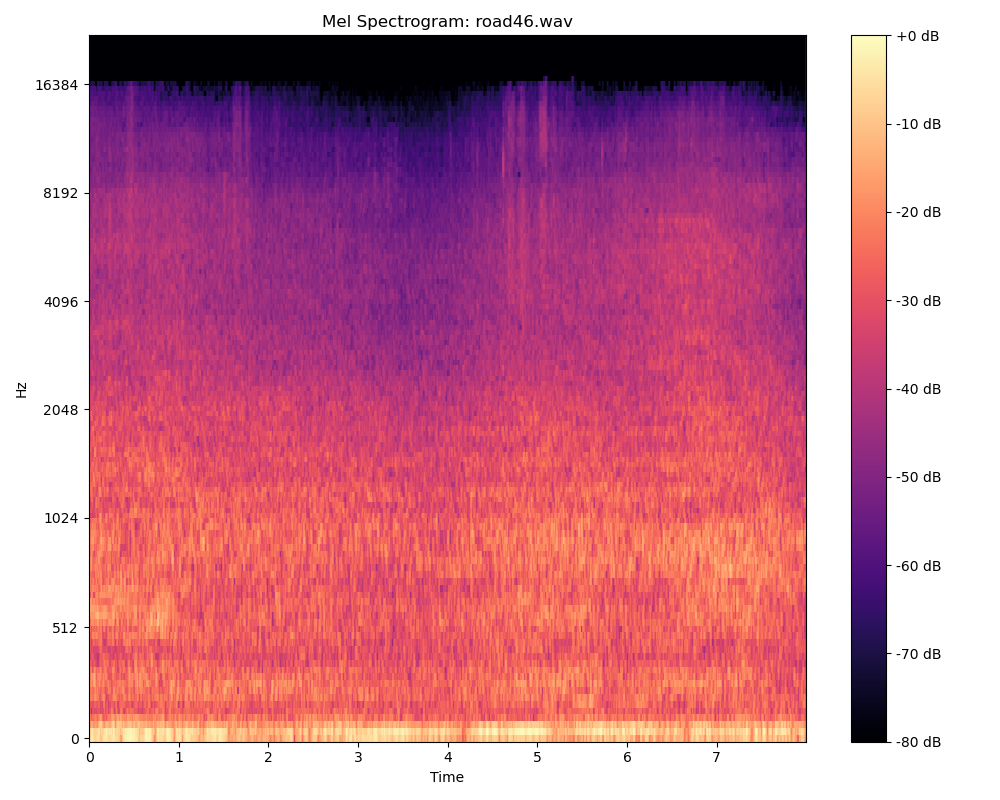 Mel Spectrogram: road46.wav
Hz
16384
8192
4096
2048
1024
512
0
0 1 2 3 4 5 6 7
Time
+0 dB
-10 dB
-20 dB
-30 dB
-40 dB
-50 dB
-60 dB
-70 dB
-80 dB